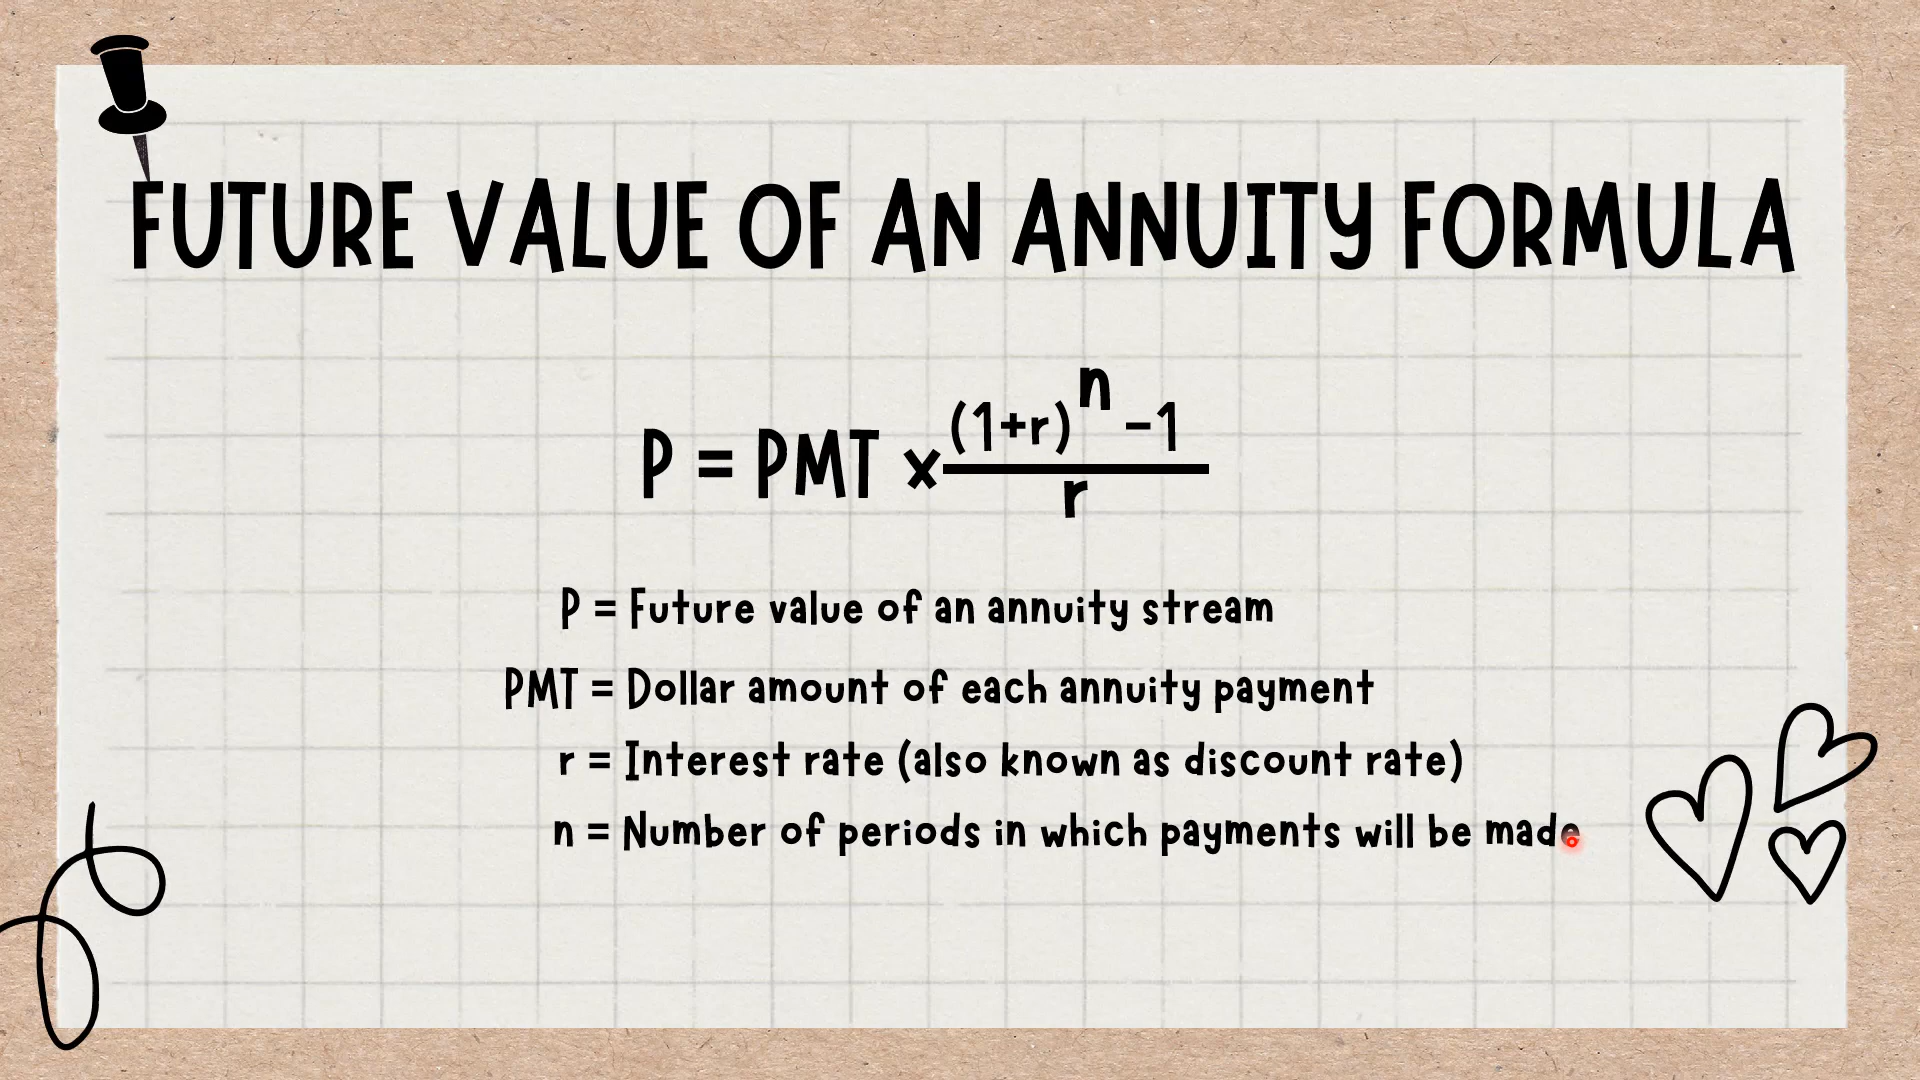 FUTURE VALUE OF AN ANNUITY FORMULA
P = PMT × (1+r)^n -1 / r
P = Future value of an annuity stream
PMT = Dollar amount of each annuity payment
r = Interest rate (also known as discount rate)
n = Number of periods in which payments will be made